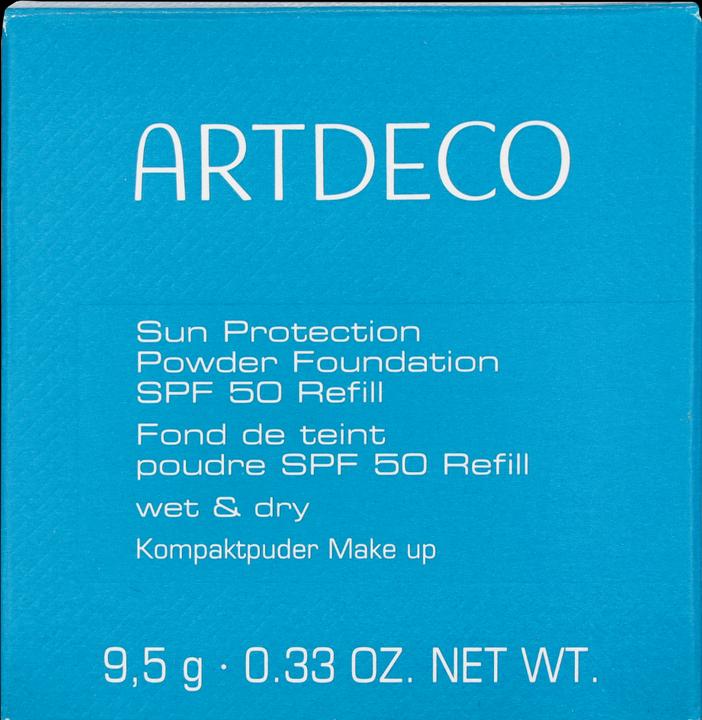 ARTDECO
Sun Protection
Powder Foundation
SPF 50 Refill
Fond de teint
poudre SPF 50 Refill
wet & dry
Kompaktpuder Make up
9,5 g · 0.33 OZ. NET WT.